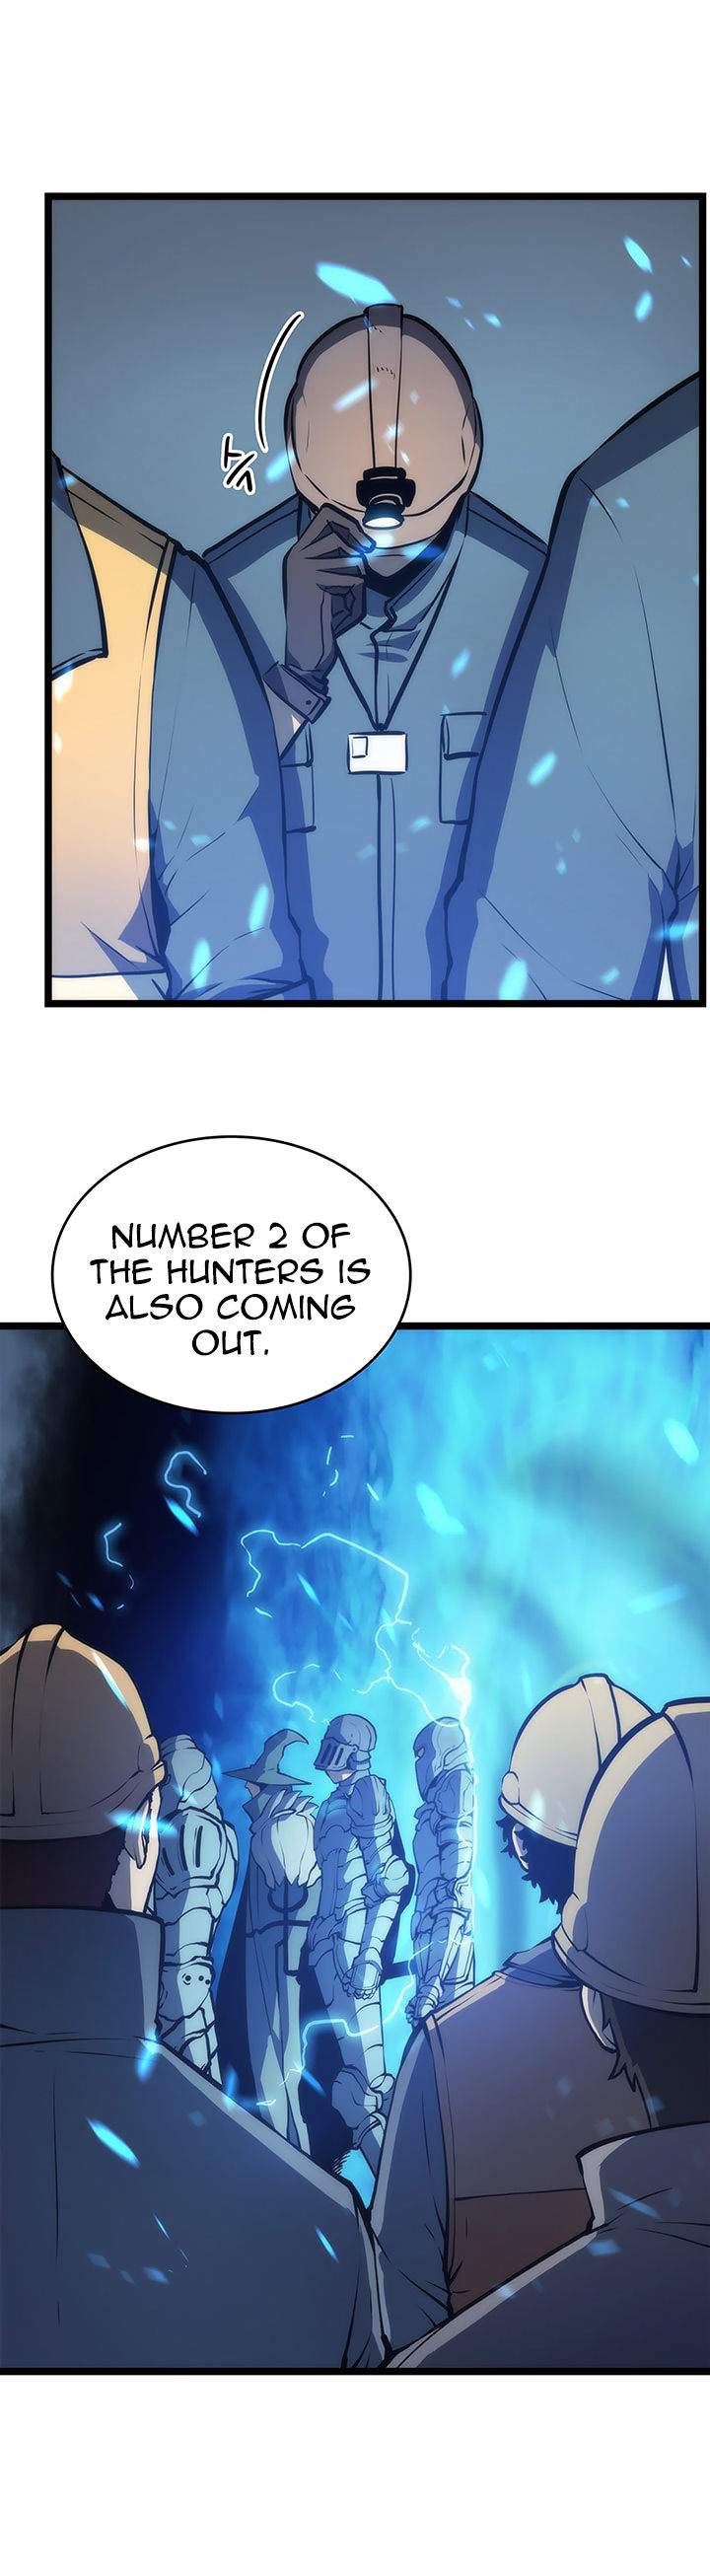 NUMBER 2 OF
THE HUNTERS IS
ALSO COMING
OUT.